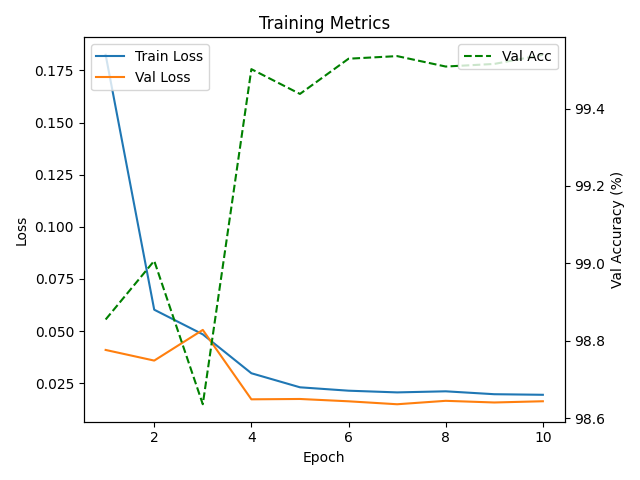 Training Metrics
Train Loss
Val Loss
Val Acc
0.175
0.150
0.125
0.100
0.075
0.050
0.025
Loss
99.4
99.2
99.0
98.8
98.6
Val Accuracy (%)
2 4 6 8 10
Epoch